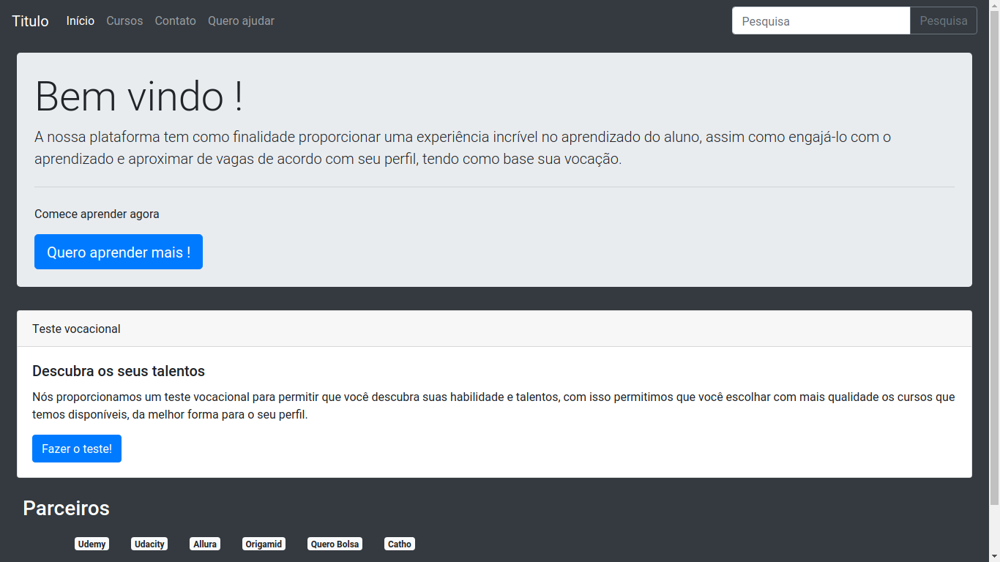 Titulo Início Cursos Contato Quero ajudar Pesquisa Pesquisa
Bem vindo !
A nossa plataforma tem como finalidade proporcionar uma experiência incrível no aprendizado do aluno, assim como engajá-lo com o
aprendizado e aproximar de vagas de acordo com seu perfil, tendo como base sua vocação.
Comece aprender agora
Quero aprender mais !
Teste vocacional
Descubra os seus talentos
Nós proporcionamos um teste vocacional para permitir que você descubra suas habilidade e talentos, com isso permitimos que você escolhar com mais qualidade os cursos que
temos disponíveis, da melhor forma para o seu perfil.
Fazer o teste!
Parceiros
Udemy Udacity Allura Origamid Quero Bolsa Catho